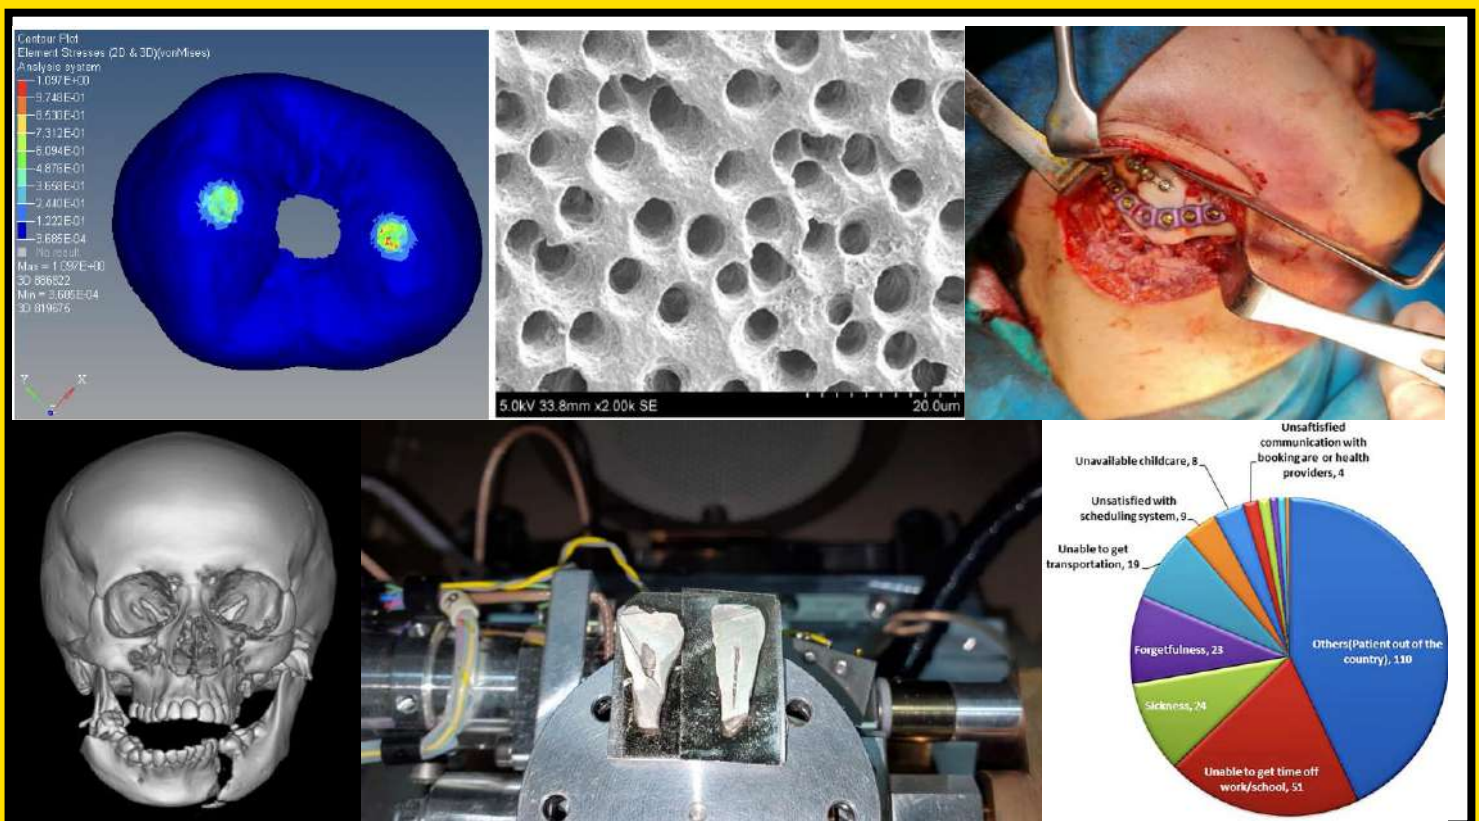 Contour Plot
Element Stresses (2D & 3D)(vonMises)
Analysis system
1.097E+00
9.748E-01
8.530E-01
7.312E-01
6.094E-01
4.876E-01
3.658E-01
2.440E-01
1.222E-01
3.685E-04
No result
Max = 1.097E+00
3D 886822
Min = 3.685E-04
3D 819676
Y
X
5.0kV 33.8mm x2.00k SE
20.0um
Unsaftisfied
communication with
booking are or health
providers, 4
Unavailable childcare, 8
Unsatisfied with
scheduling system, 9
Unable to get
transportation, 19
Forgetfulness, 23
Sickness, 24
Unable to get time off
work/school, 51
Others(Patient out of the
country), 110